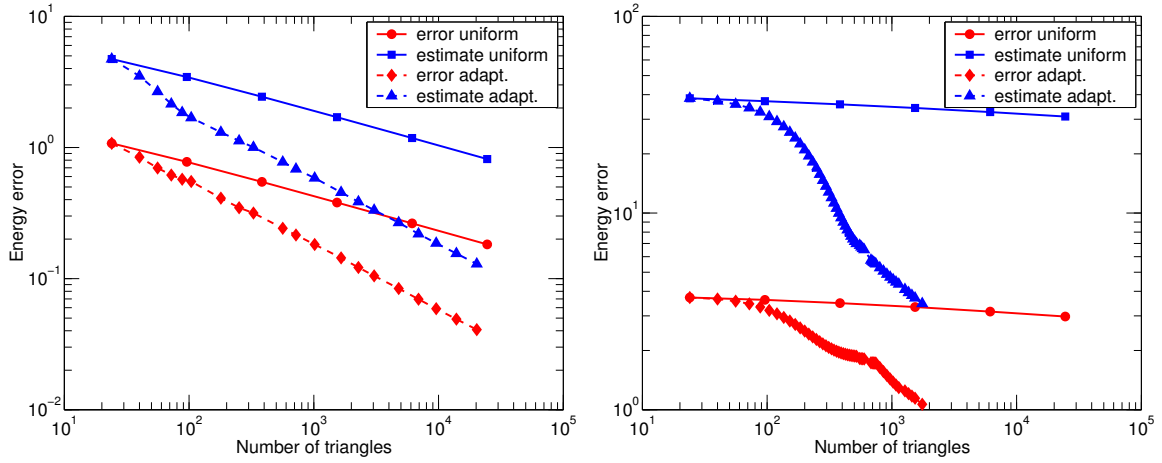 10^1
10^0
10^-1
10^-2
Energy error
10^1 10^2 10^3 10^4 10^5
Number of triangles
error uniform
estimate uniform
error adapt.
estimate adapt.
10^2
10^1
10^0
Energy error
10^1 10^2 10^3 10^4 10^5
Number of triangles
error uniform
estimate uniform
error adapt.
estimate adapt.